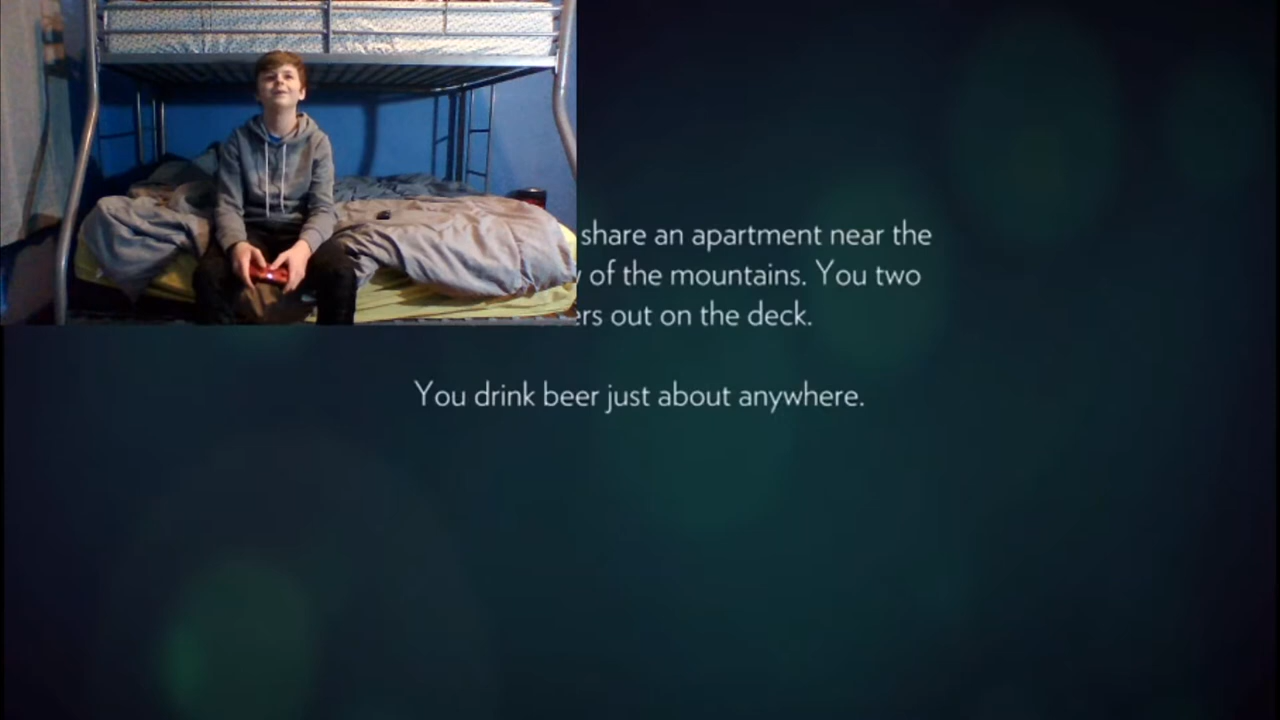 share an apartment near the
of the mountains. You two
out on the deck.
You drink beer just about anywhere.